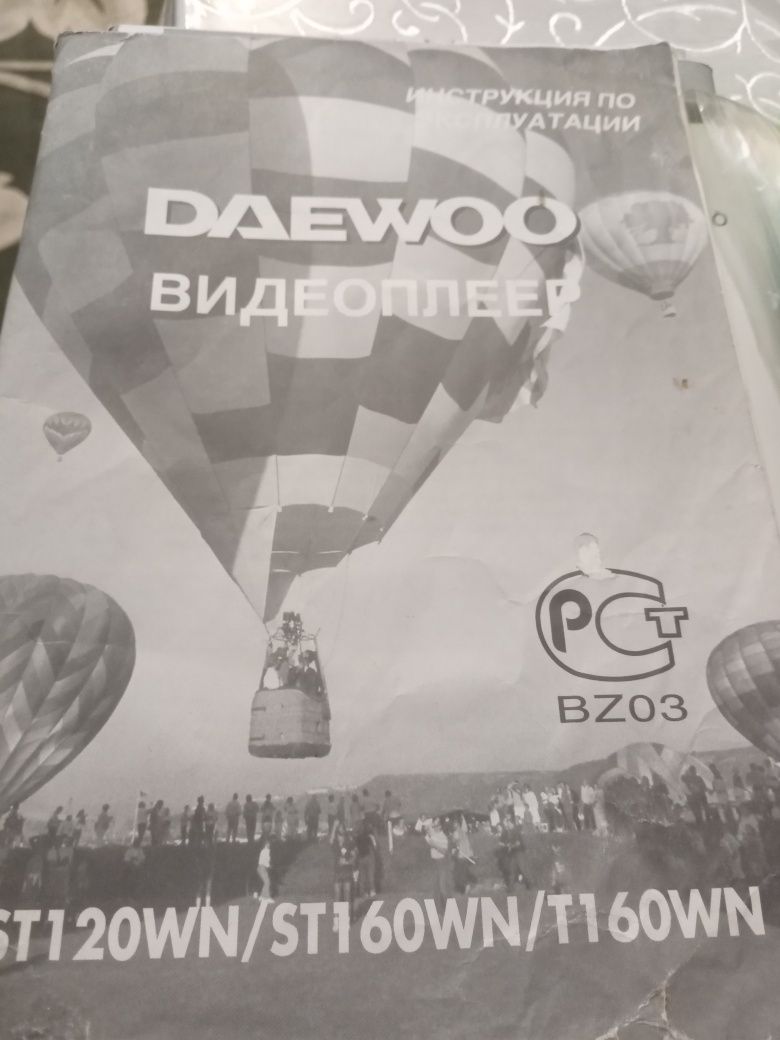 ИНСТРУКЦИЯ ПО
ЭКСПЛУАТАЦИИ
DAEWOO
ВИДЕОПЛЕЕР
РСТ
BZ03
ST120WN/ST160WN/T160WN